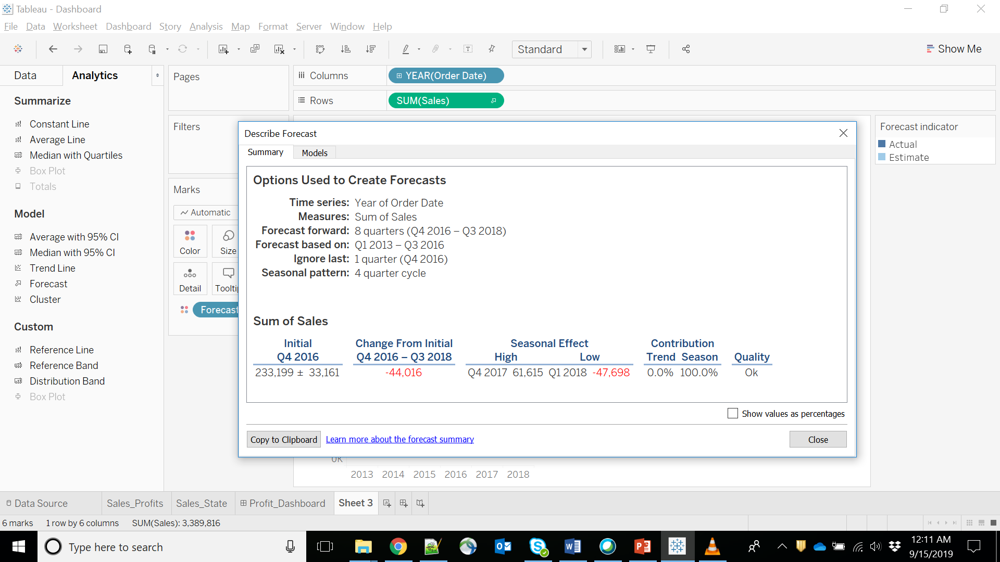 Tableau - Dashboard
File Data Worksheet Dashboard Story Analysis Map Format Server Window Help
Standard
Show Me
Data Analytics
Pages
Columns
YEAR(Order Date)
Rows
SUM(Sales)
Summarize
Constant Line
Average Line
Median with Quartiles
Box Plot
Totals
Model
Average with 95% CI
Median with 95% CI
Trend Line
Forecast
Cluster
Custom
Reference Line
Reference Band
Distribution Band
Box Plot
Filters
Marks
Automatic
Color Size
Detail Toolti
Forecast
Forecast indicator
Actual
Estimate
Describe Forecast
Summary Models
Options Used to Create Forecasts
Time series: Year of Order Date
Measures: Sum of Sales
Forecast forward: 8 quarters (Q4 2016 – Q3 2018)
Forecast based on: Q1 2013 – Q3 2016
Ignore last: 1 quarter (Q4 2016)
Seasonal pattern: 4 quarter cycle
Sum of Sales
Initial Change From Initial Seasonal Effect Contribution
Q4 2016 Q4 2016 – Q3 2018 High Low Trend Season Quality
233,199 ± 33,161 -44,016 Q4 2017 61,615 Q1 2018 -47,698 0.0% 100.0% Ok
Show values as percentages
Copy to Clipboard Learn more about the forecast summary Close
0K
2013 2014 2015 2016 2017 2018
Data Source Sales_Profits Sales_State Profit_Dashboard Sheet 3
6 marks 1 row by 6 columns SUM(Sales): 3,389,816
Type here to search
12:11 AM
9/15/2019